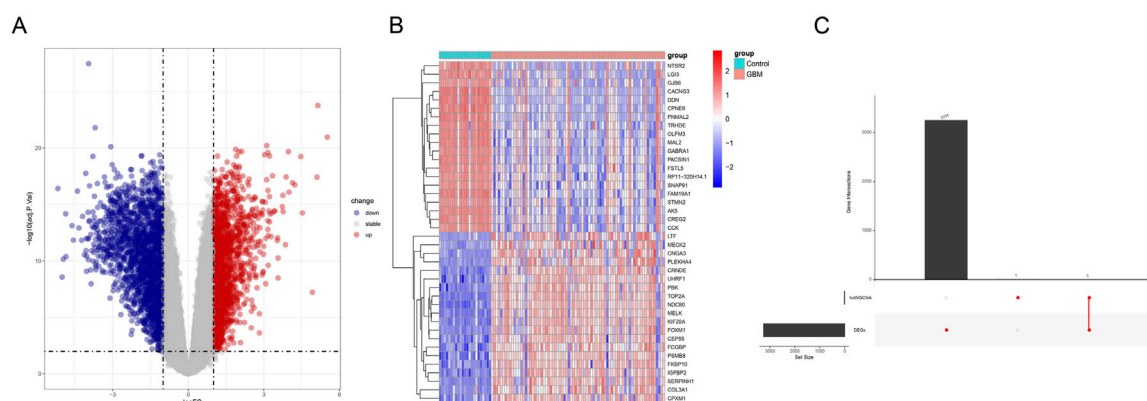 A
B
C
20
10
0
−log10(adj.P. Val)
−3
0
3
6
change
down
stable
up
group
NTSR2
LGI3
GJB6
CACNG3
DDN
CPNE6
PNMAL2
TRHDE
OLFM3
MAL2
GABRA1
PACSIN1
FSTL5
RP11−320H14.1
SNAP91
FAM19A1
STMN2
AK5
CREG2
CCK
LTF
MEOX2
CNGA3
PLEKHA4
CRNDE
UHRF1
PBK
TOP2A
NDC80
MELK
KIF20A
FOXM1
CEP55
FCGBP
PSMB8
FKBP10
IGFBP2
SERPINH1
COL3A1
CPXM1
2
1
0
−1
−2
group
Control
GBM
Gene Intersections
3000
2000
1000
0
hdWGCNA
DEGs
3000
2000
1000
0
Set Size